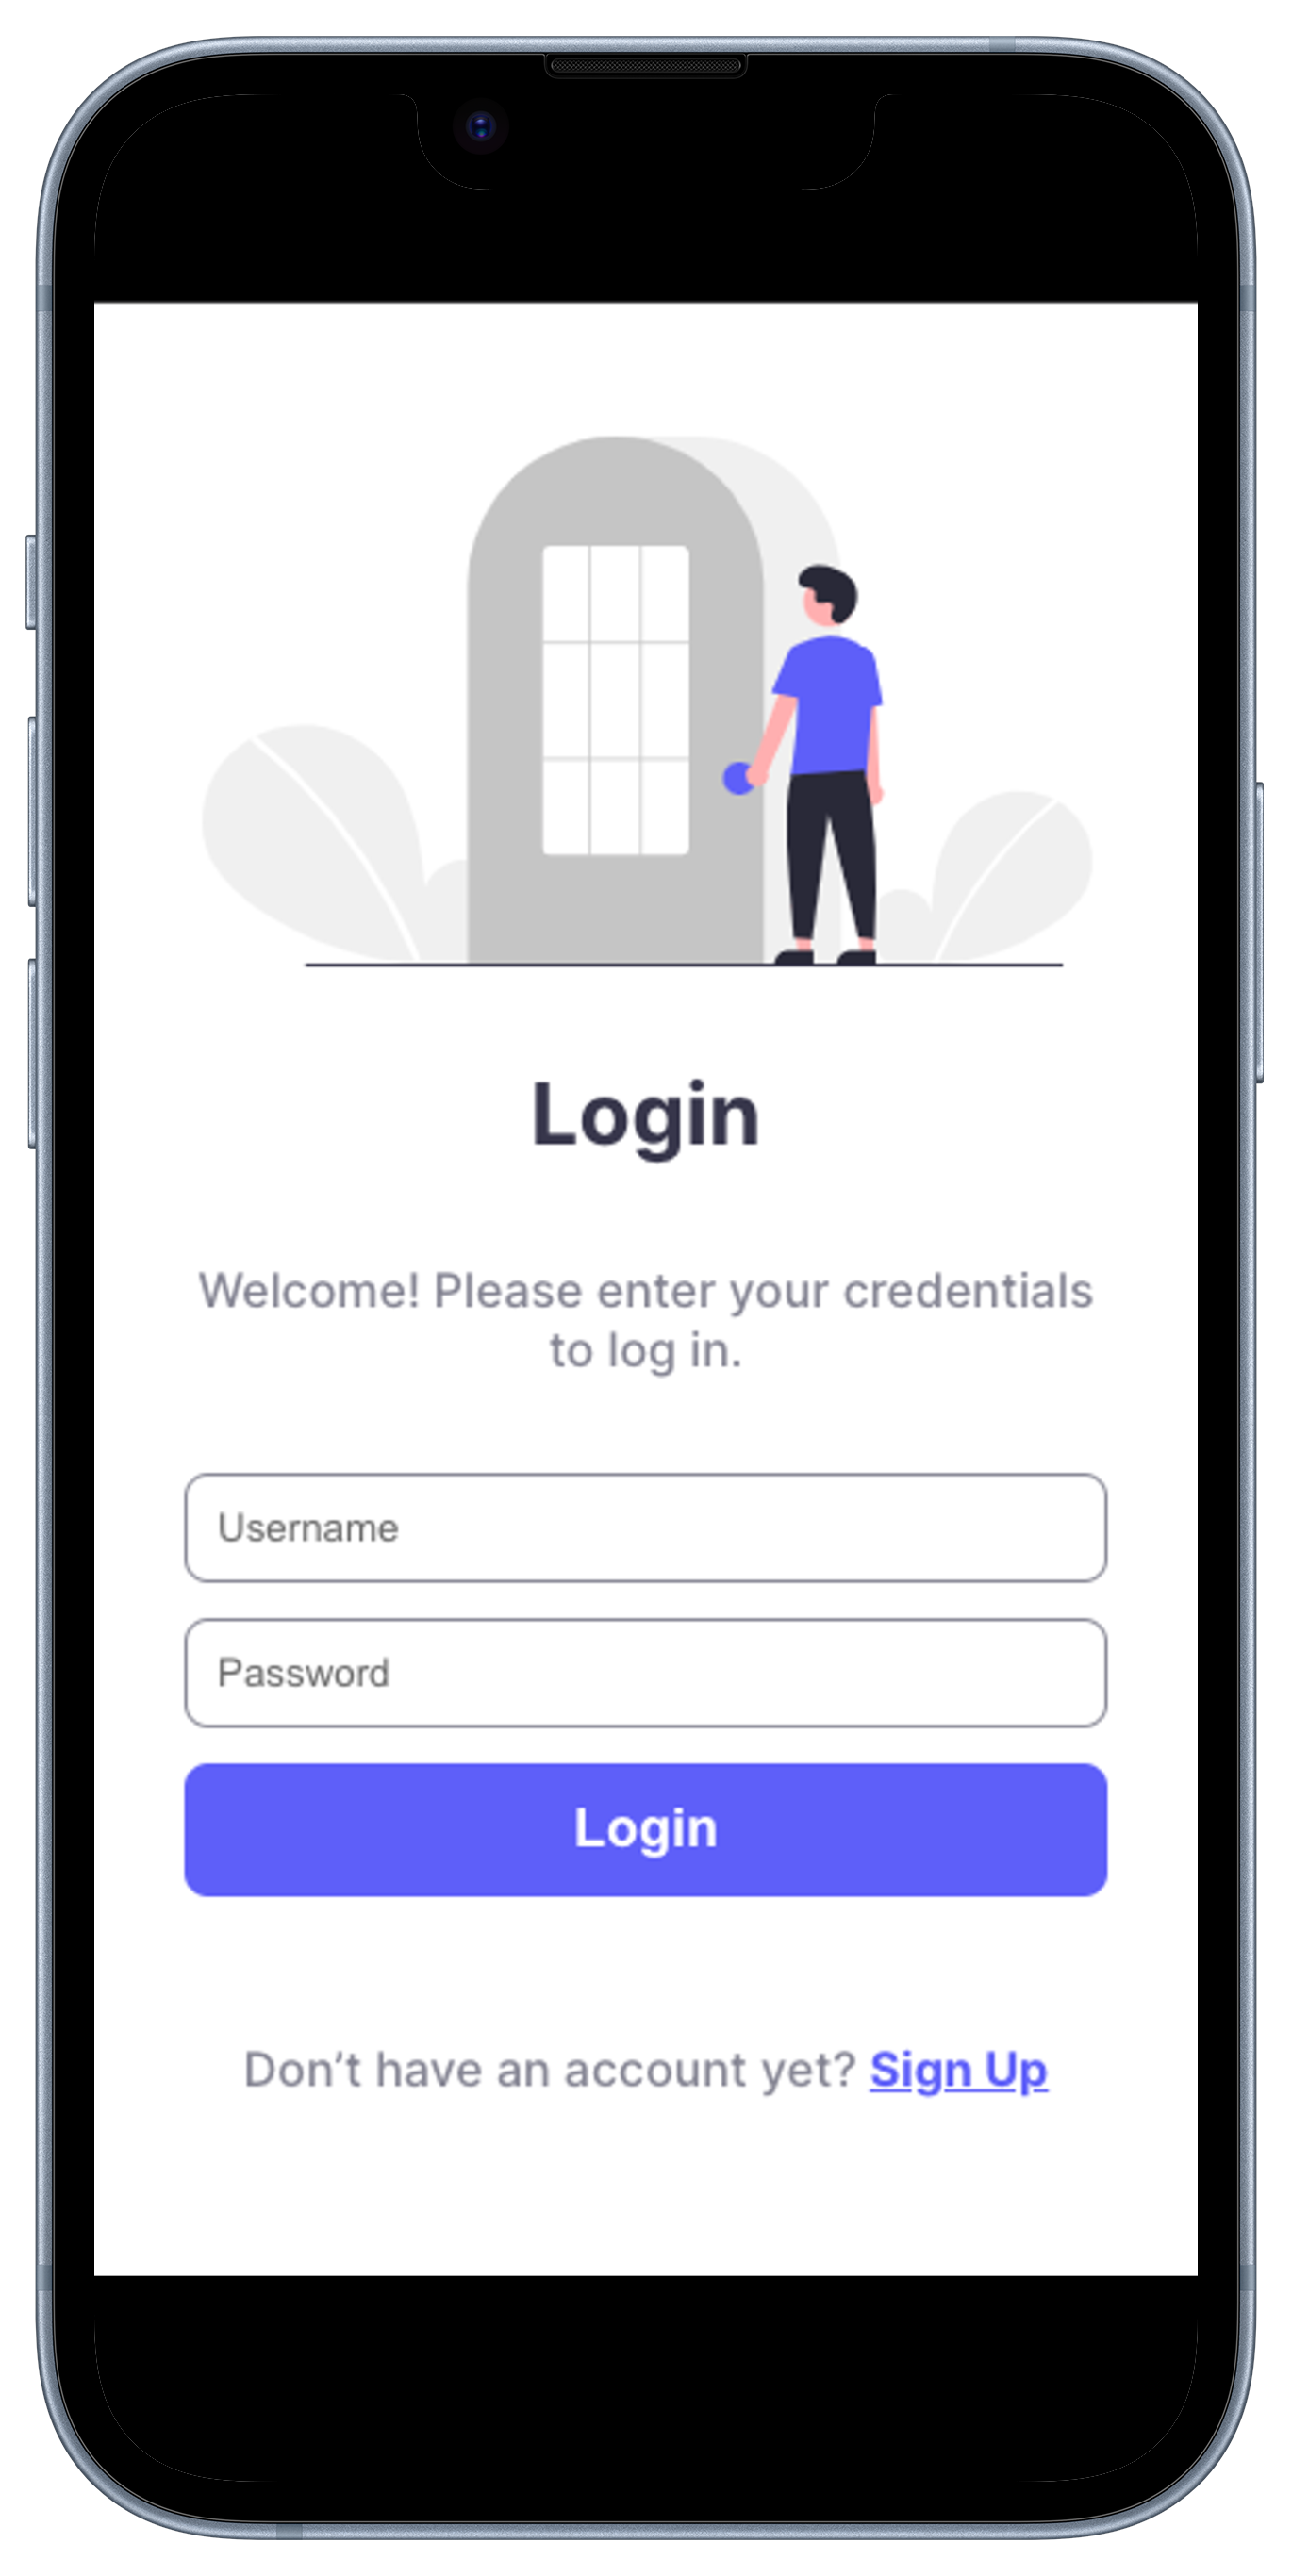 Login
Welcome! Please enter your credentials
to log in.
Username
Password
Login
Don’t have an account yet? Sign Up